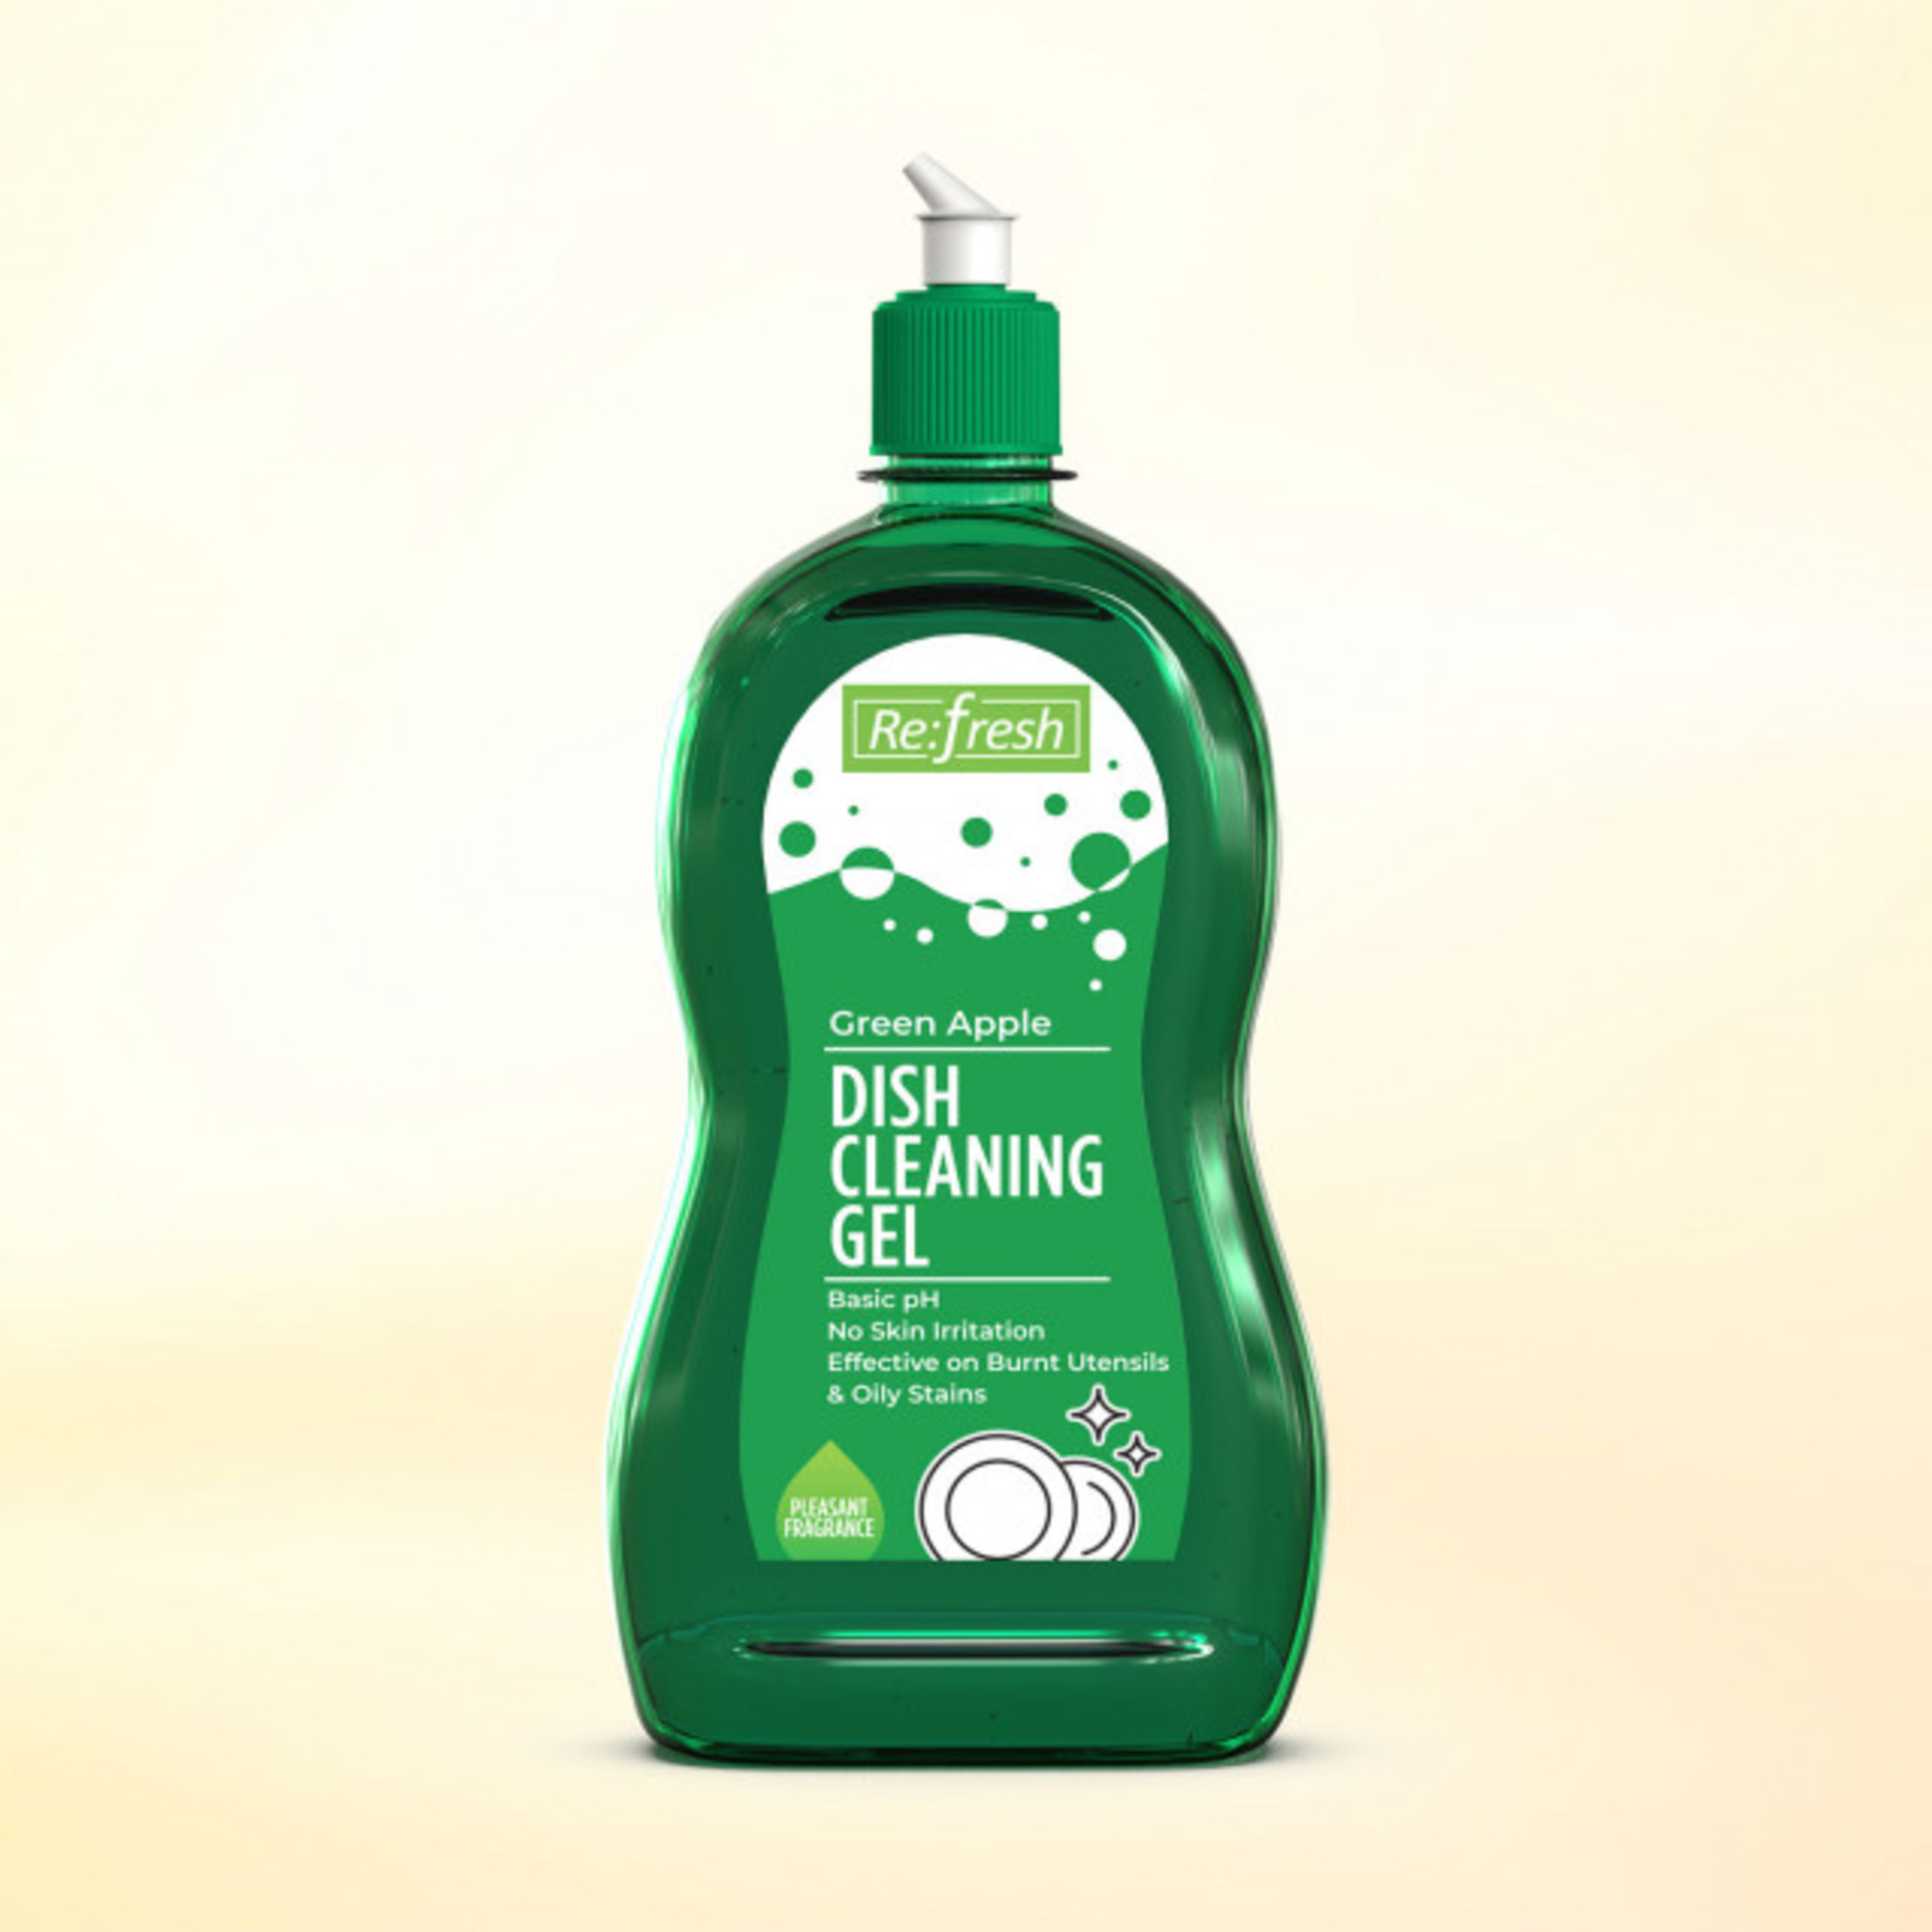 Re:fresh
Green Apple
DISH
CLEANING
GEL
Basic pH
No Skin Irritation
Effective on Burnt Utensils
& Oily Stains
PLEASANT
FRAGRANCE